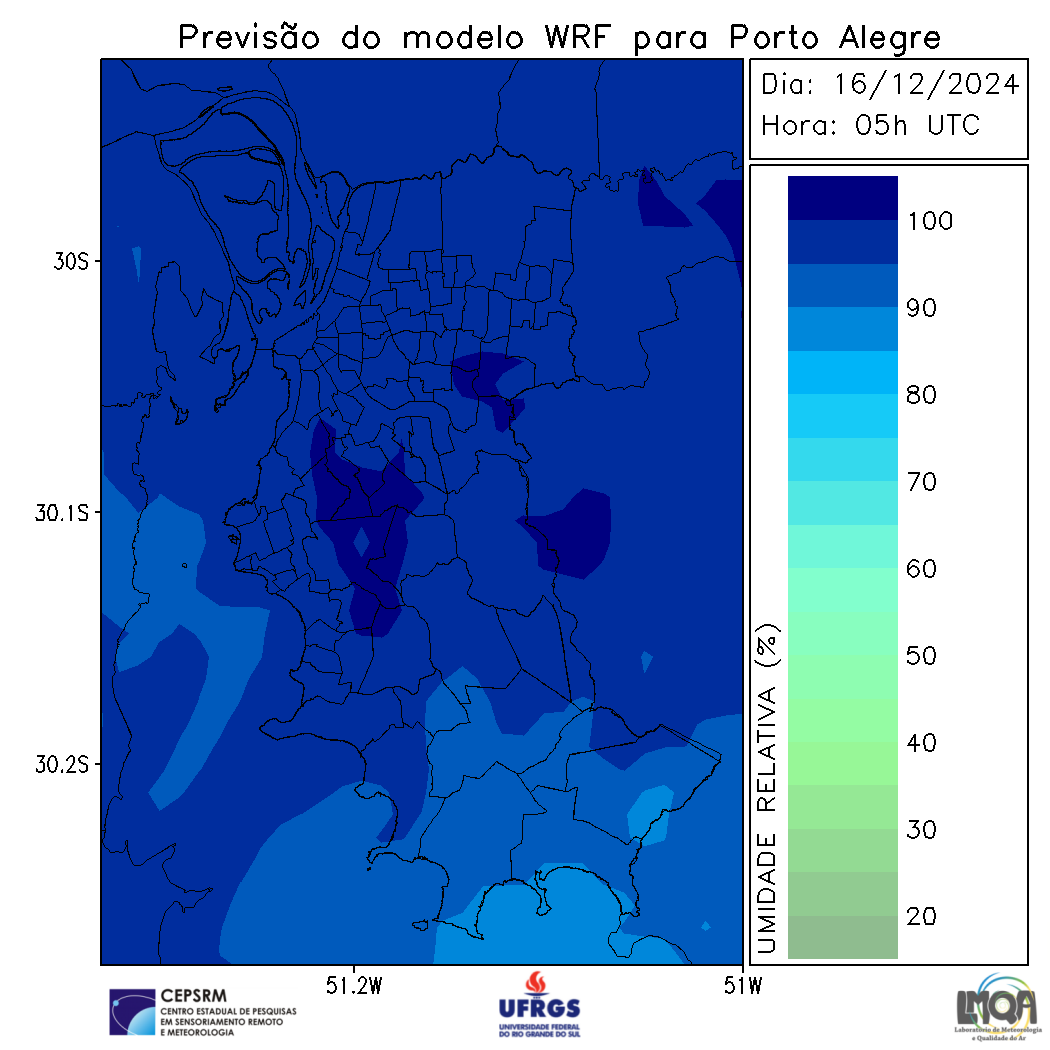 Previsão do modelo WRF para Porto Alegre
Dia: 16/12/2024
Hora: 05h UTC
30S
30.1S
30.2S
51.2W
51W
UMIDADE RELATIVA (%)
100
90
80
70
60
50
40
30
20
CEPSRM
CENTRO ESTADUAL DE PESQUISAS
EM SENSORIAMENTO REMOTO
E METEOROLOGIA
UFRGS
UNIVERSIDADE FEDERAL
DO RIO GRANDE DO SUL
LMQA
Laboratório de Meteorologia
e Qualidade do Ar